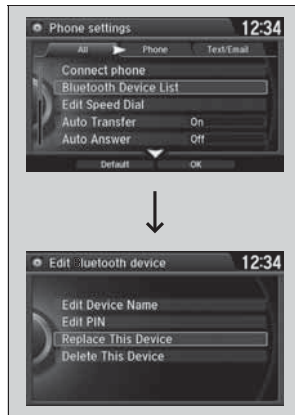 Phone settings 12:34
All Phone Text/Email
Connect phone
Bluetooth Device List
Edit Speed Dial
Auto Transfer On
Auto Answer Off
Default OK
Edit Bluetooth device 12:34
Edit Device Name
Edit PIN
Replace This Device
Delete This Device